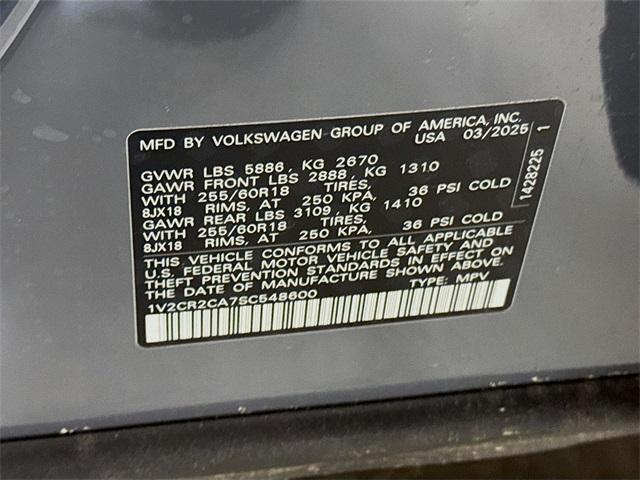 MFD BY VOLKSWAGEN GROUP OF AMERICA, INC.
USA 03/2025
GVWR LBS 5886, KG 2670
GAWR FRONT LBS 2888, KG 1310
WITH 255/60R18 TIRES,
8JX18 RIMS, AT 250 KPA, 36 PSI COLD
GAWR REAR LBS 3109, KG 1410
WITH 255/60R18 TIRES,
8JX18 RIMS, AT 250 KPA, 36 PSI COLD
THIS VEHICLE CONFORMS TO ALL APPLICABLE
U.S. FEDERAL MOTOR VEHICLE SAFETY AND
THEFT PREVENTION STANDARDS IN EFFECT ON
THE DATE OF MANUFACTURE SHOWN ABOVE.
1V2CR2CA7SC548600 TYPE: MPV
1428225 1